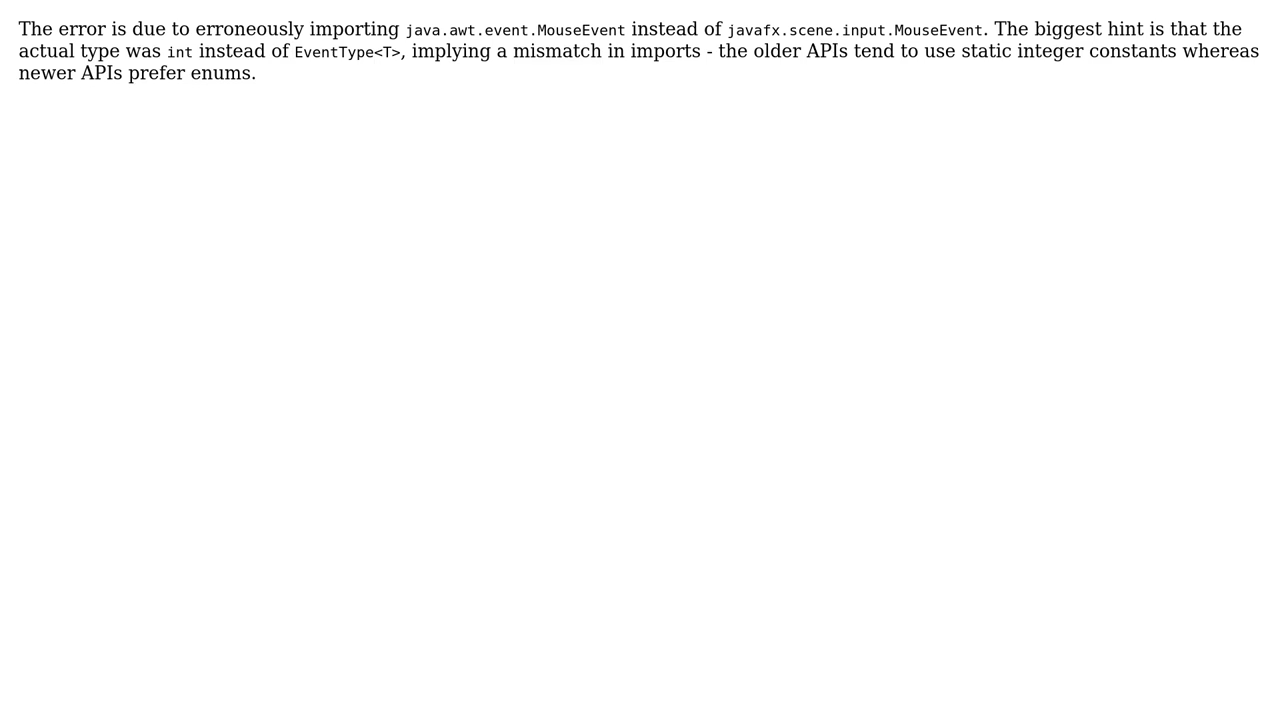 The error is due to erroneously importing java.awt.event.MouseEvent instead of javafx.scene.input.MouseEvent. The biggest hint is that the
actual type was int instead of EventType<T>, implying a mismatch in imports - the older APIs tend to use static integer constants whereas
newer APIs prefer enums.